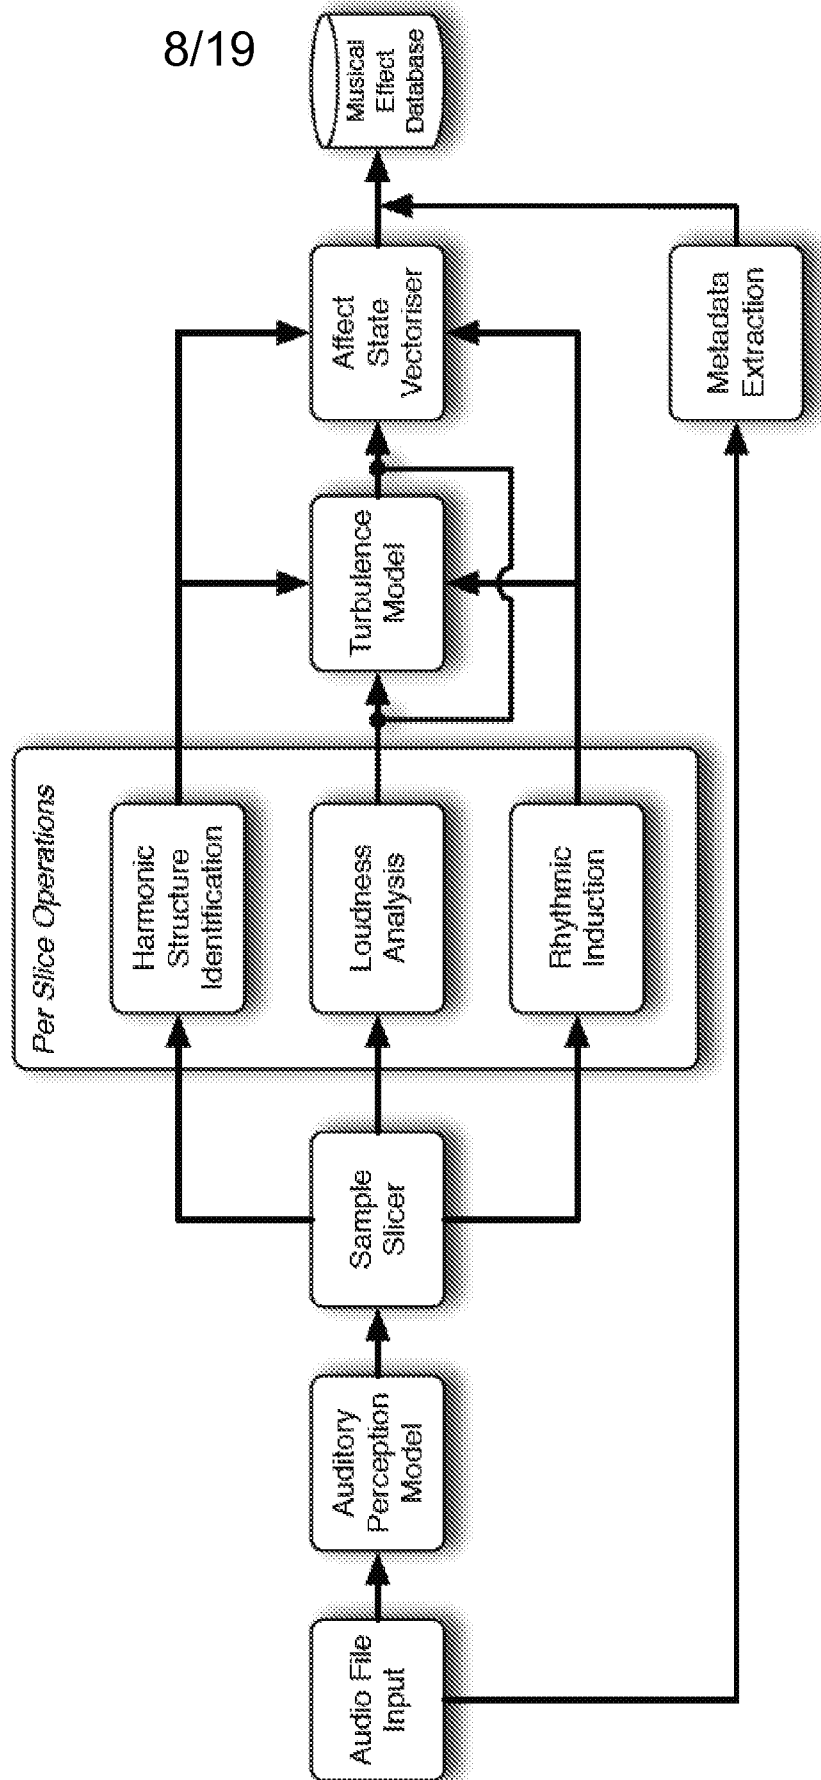 8/19
Per Slice Operations
Audio File
Input
Auditory
Perception
Model
Sample
Slicer
Harmonic
Structure
Identification
Loudness
Analysis
Rhythmic
Induction
Turbulence
Model
Affect
State
Vectoriser
Metadata
Extraction
Musical
Effect
Database